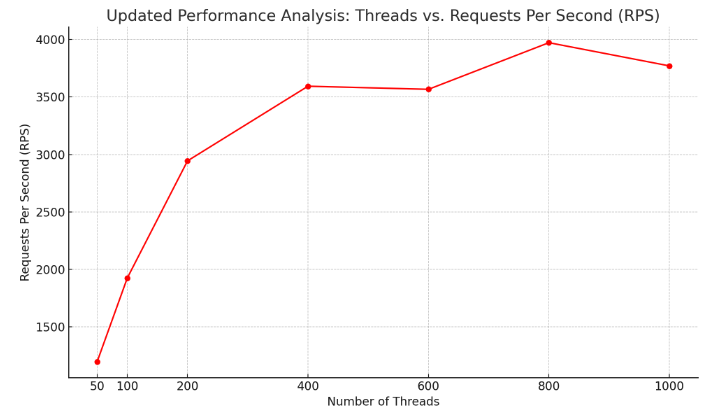 Updated Performance Analysis: Threads vs. Requests Per Second (RPS)
4000
3500
3000
2500
2000
1500
Requests Per Second (RPS)
50 100 200 400 600 800 1000
Number of Threads